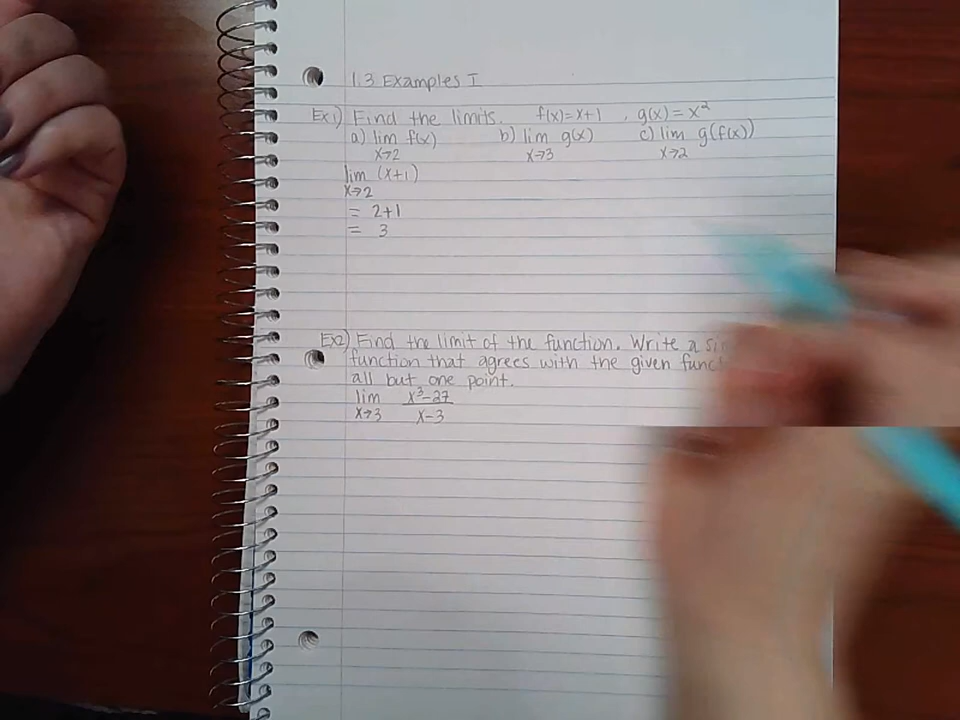 1.3 Examples I
Ex1) Find the limits. f(x)=x+1 , g(x)=x²
a) lim f(x) b) lim g(x) c) lim g(f(x))
x→2 x→3 x→2
lim (x+1)
x→2
= 2+1
= 3
Ex2) Find the limit of the function. Write a
function that agrees with the given
all but one point.
lim x³-27
x→3 x-3